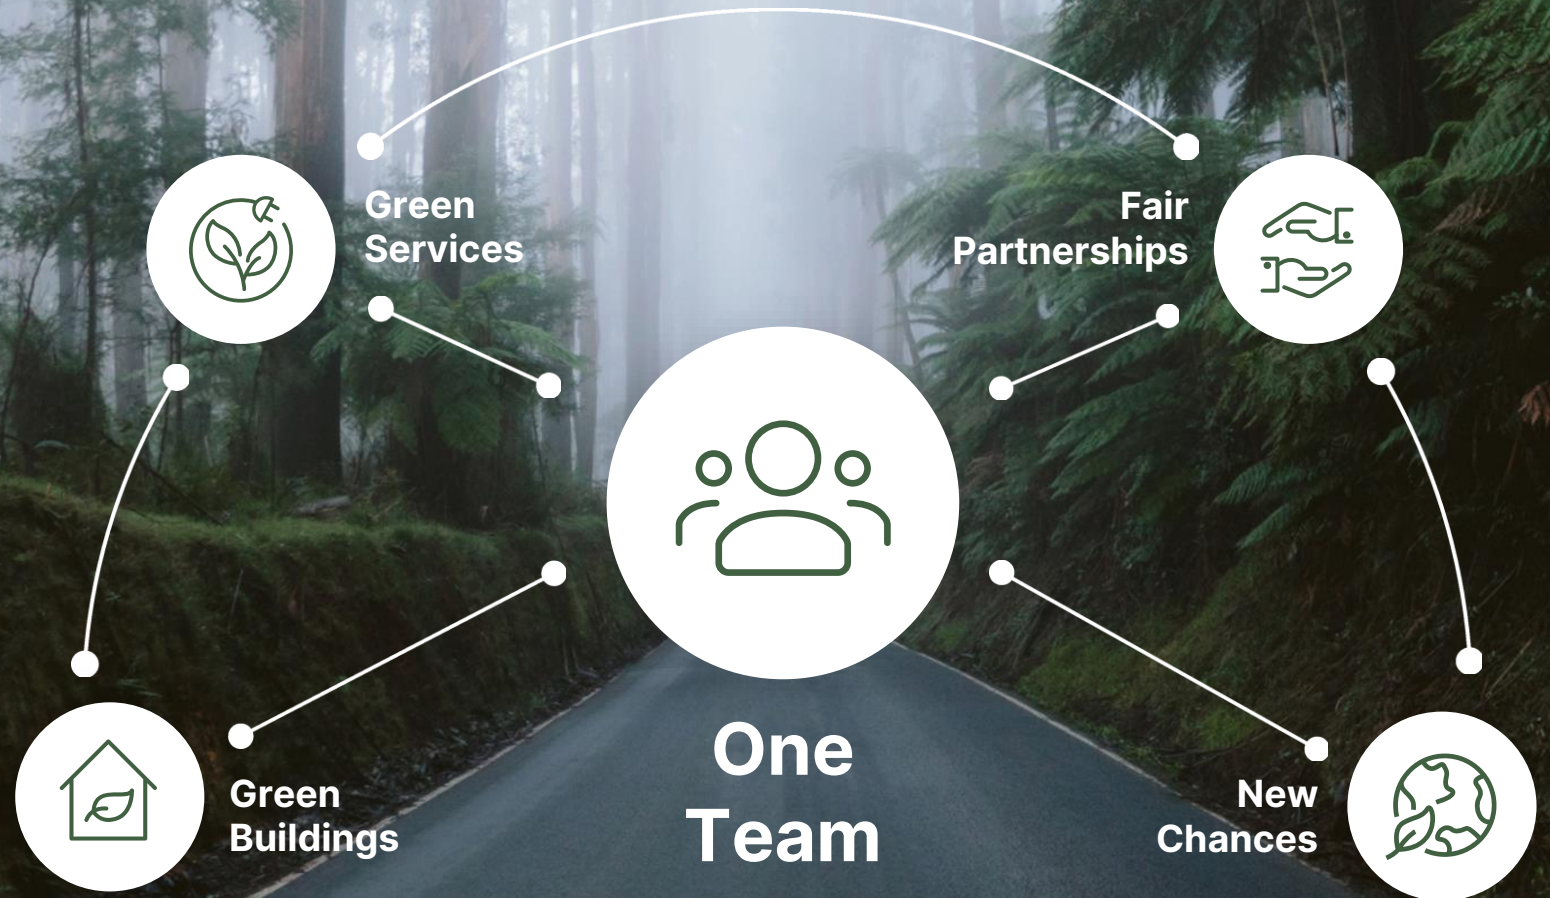 Green
Services
Fair
Partnerships
One
Team
Green
Buildings
New
Chances